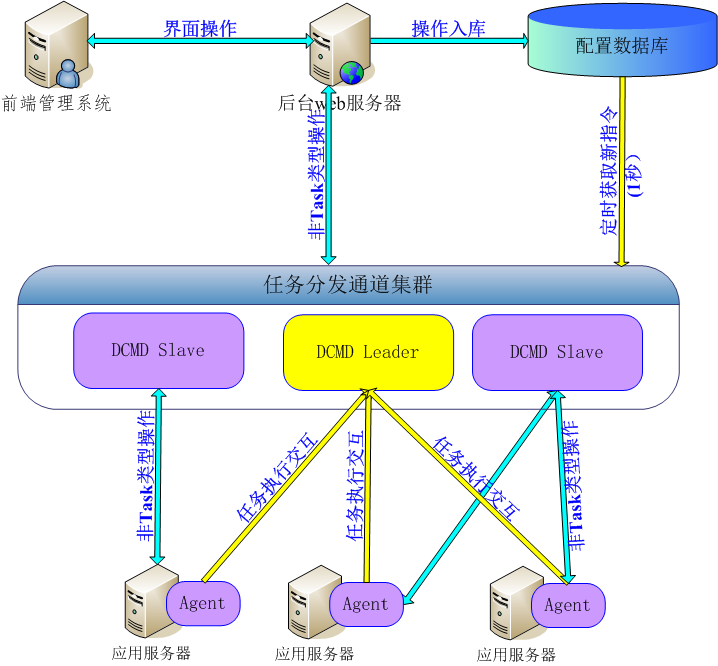 界面操作
操作入库
配置数据库
前端管理系统
后台web服务器
非Task类型操作
定时获取新指令
(1秒)
任务分发通道集群
DCMD Slave
DCMD Leader
DCMD Slave
非Task类型操作
任务执行交互
任务执行交互
任务执行交互
非Task类型操作
Agent
Agent
Agent
应用服务器
应用服务器
应用服务器